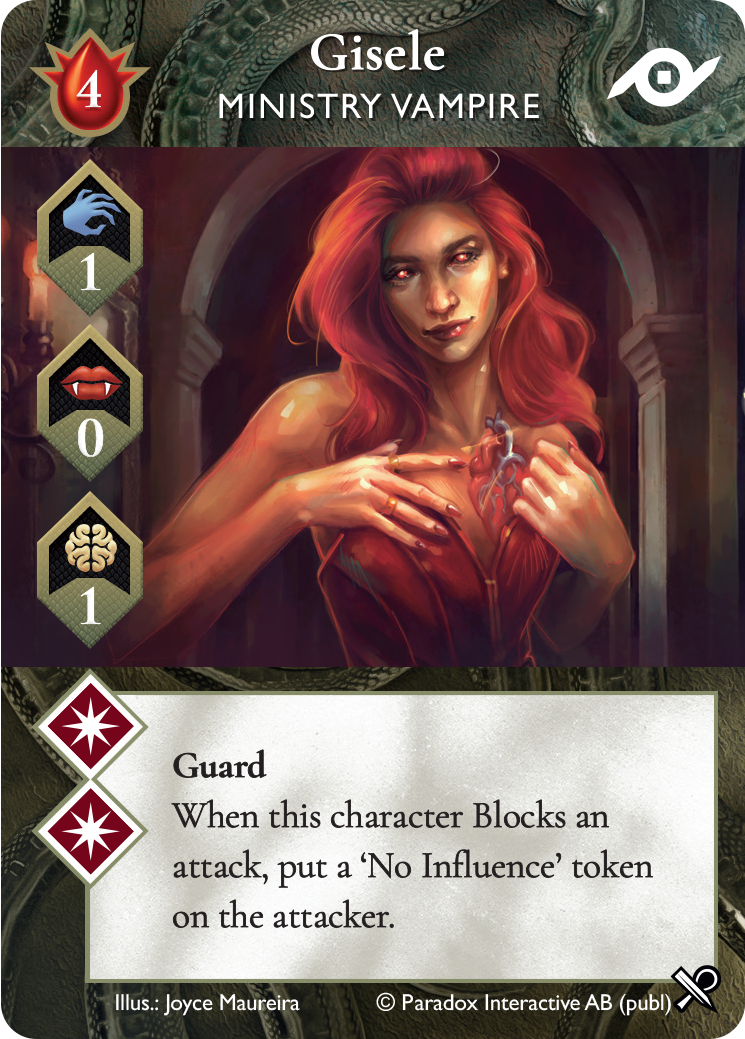 Gisele
4
MINISTRY VAMPIRE
1
0
1
Guard
When this character Blocks an
attack, put a ‘No Influence’ token
on the attacker.
Illus.: Joyce Maureira © Paradox Interactive AB (publ)